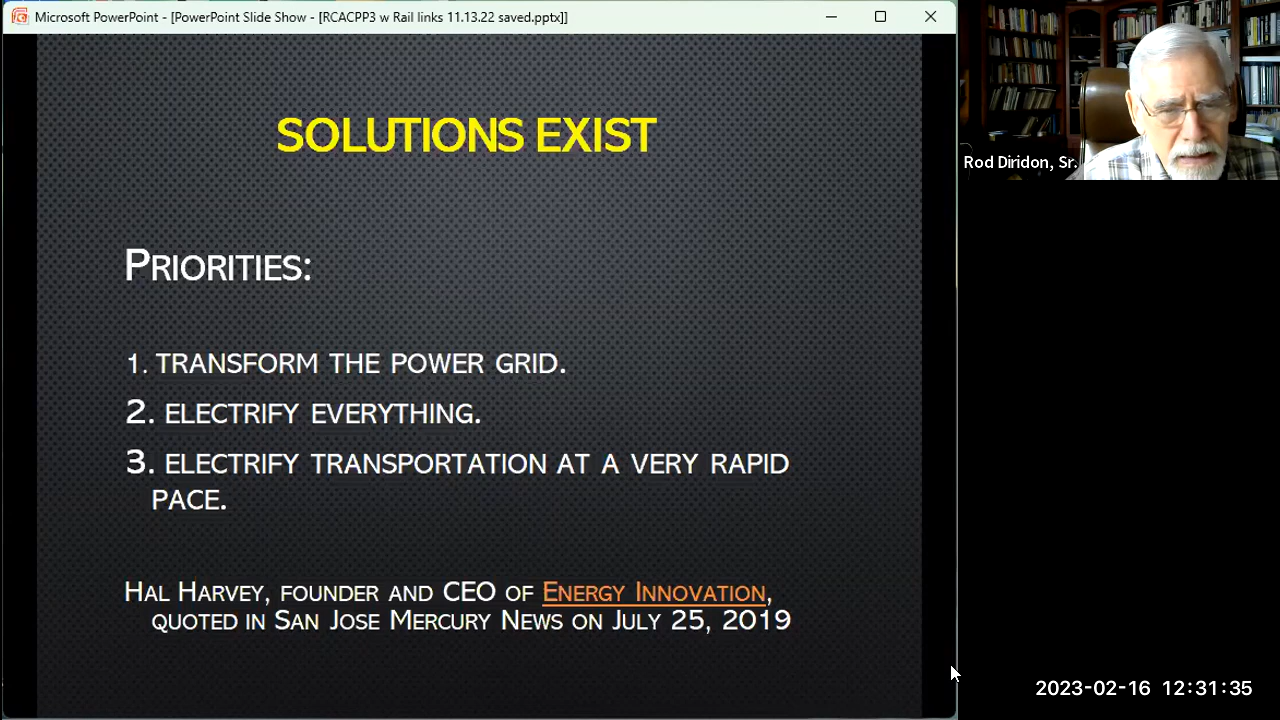 Microsoft PowerPoint - [PowerPoint Slide Show - [RCACPP3 w Rail links 11.13.22 saved.pptx]]
SOLUTIONS EXIST
PRIORITIES:
1. TRANSFORM THE POWER GRID.
2. ELECTRIFY EVERYTHING.
3. ELECTRIFY TRANSPORTATION AT A VERY RAPID
PACE.
HAL HARVEY, FOUNDER AND CEO OF ENERGY INNOVATION,
QUOTED IN SAN JOSE MERCURY NEWS ON JULY 25, 2019
Rod Diridon, Sr.
2023-02-16 12:31:35